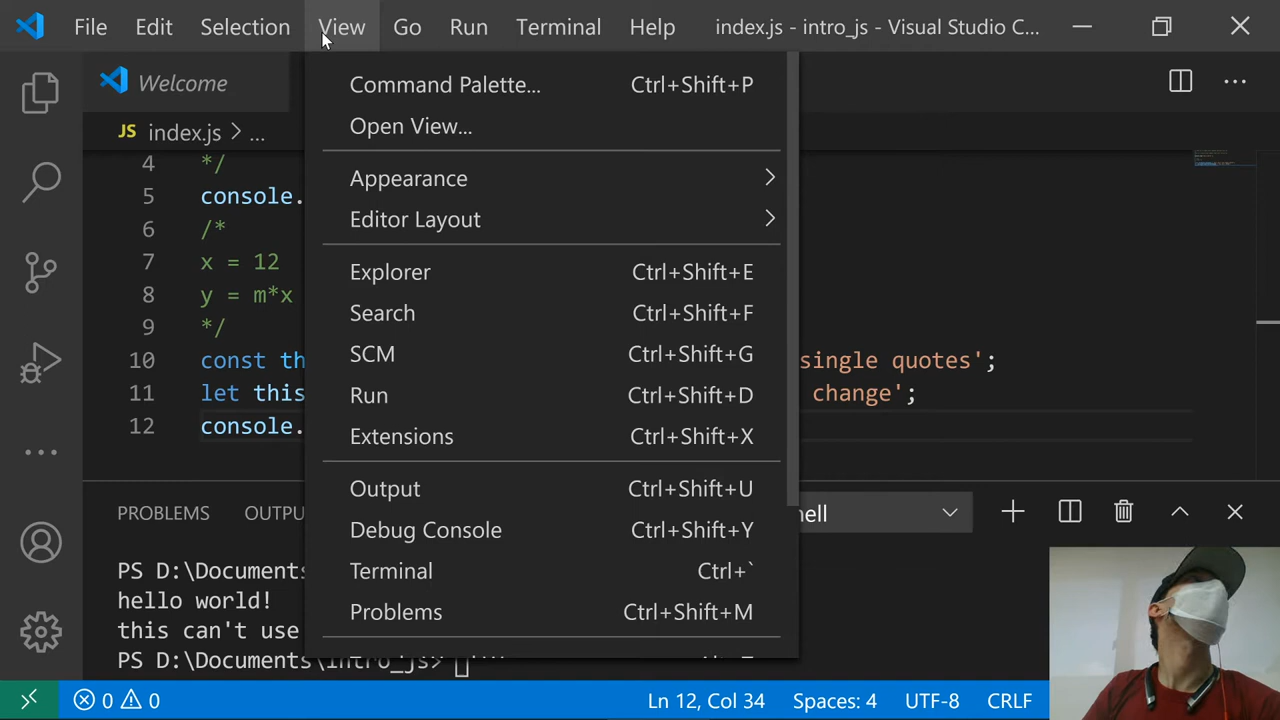 File Edit Selection View Go Run Terminal Help index.js - intro_js - Visual Studio C...
Welcome
JS index.js > ...
Command Palette... Ctrl+Shift+P
Open View...
Appearance
Editor Layout
Explorer Ctrl+Shift+E
Search Ctrl+Shift+F
SCM Ctrl+Shift+G
Run Ctrl+Shift+D
Extensions Ctrl+Shift+X
Output Ctrl+Shift+U
Debug Console Ctrl+Shift+Y
Terminal Ctrl+`
Problems Ctrl+Shift+M
4 */
5 console.
6 /*
7 x = 12
8 y = m*x
9 */
10 const th single quotes';
11 let this change';
12 console.
PROBLEMS OUTPU ell
PS D:\Documents
hello world!
this can't use
PS D:\Documents\intro_js>
0 0 Ln 12, Col 34 Spaces: 4 UTF-8 CRLF